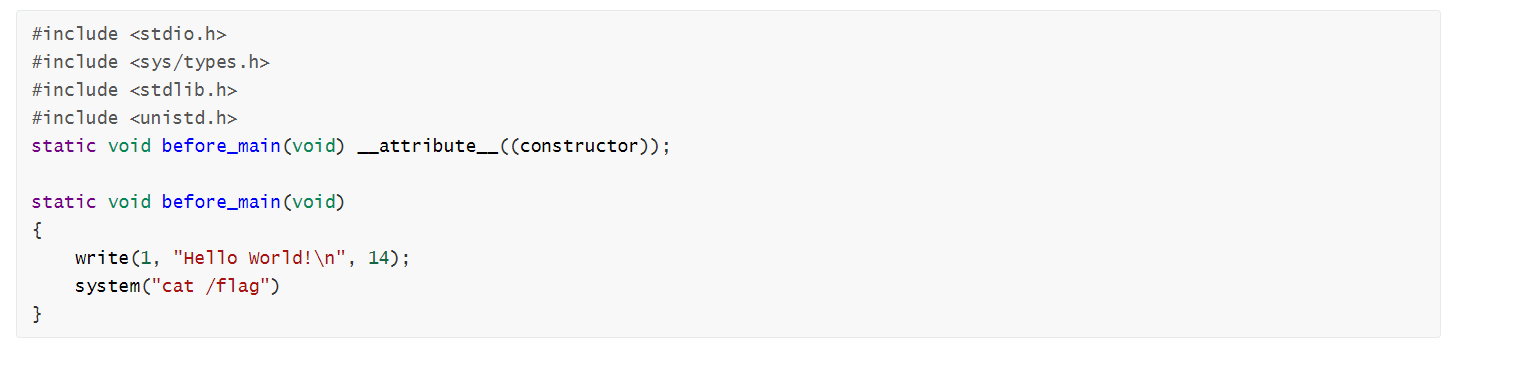 #include <stdio.h>
#include <sys/types.h>
#include <stdlib.h>
#include <unistd.h>
static void before_main(void) __attribute__((constructor));

static void before_main(void)
{
    write(1, "Hello World!\n", 14);
    system("cat /flag")
}